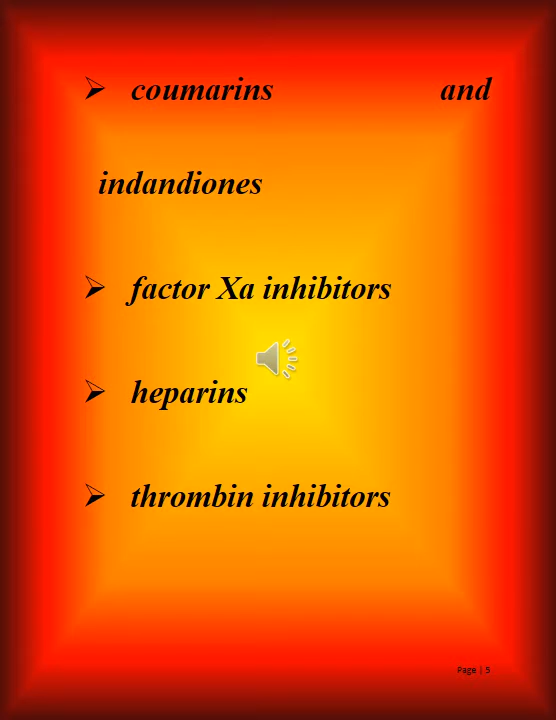 ➢ coumarins and
indandiones
➢ factor Xa inhibitors
➢ heparins
➢ thrombin inhibitors
Page | 5